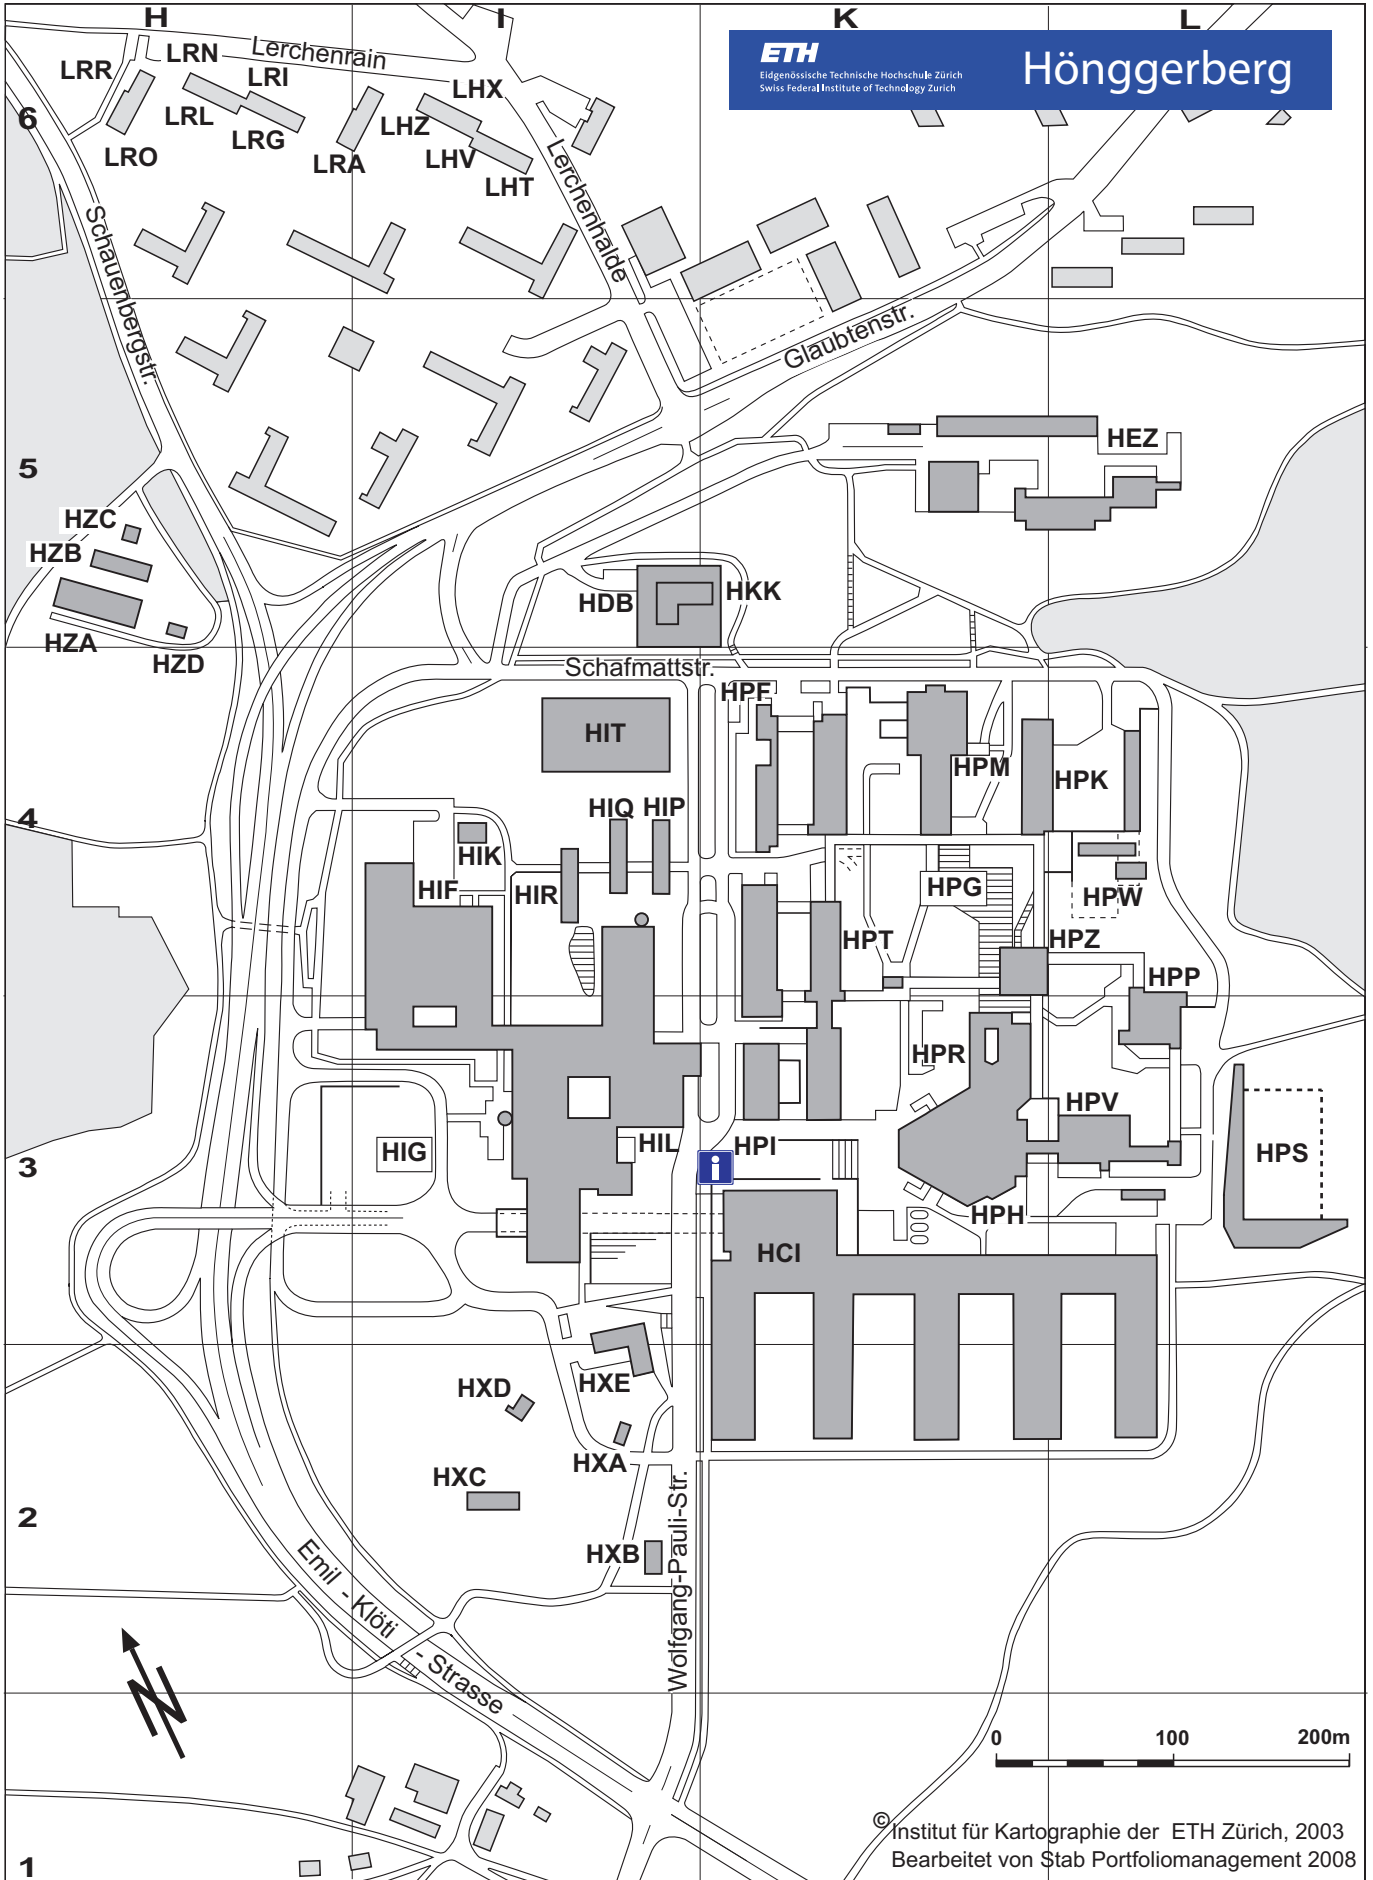 H
I
K
L
ETH
Eidgenössische Technische Hochschule Zürich
Swiss Federal Institute of Technology Zurich
Hönggerberg
LRR
LRN
Lerchenrain
LRI
LHX
6
LRL
LRG
LHZ
LRO
LRA
LHV
LHT
Lerchenhalde
Schauenbergstr.
Glaubtenstr.
HEZ
5
HZC
HZB
HZA
HZD
HDB
HKK
Schafmattstr.
HPF
HIT
HPM
HPK
4
HIQ
HIP
HIK
HIF
HIR
HPG
HPW
HPT
HPZ
HPP
HPR
HPV
3
HIG
HIL
i
HPI
HPS
HPH
HCI
HXD
HXE
HXA
HXC
2
HXB
Wolfgang-Pauli-Str.
Emil - Klöti - Strasse
N
0 100 200m
© Institut für Kartographie der ETH Zürich, 2003
Bearbeitet von Stab Portfoliomanagement 2008
1